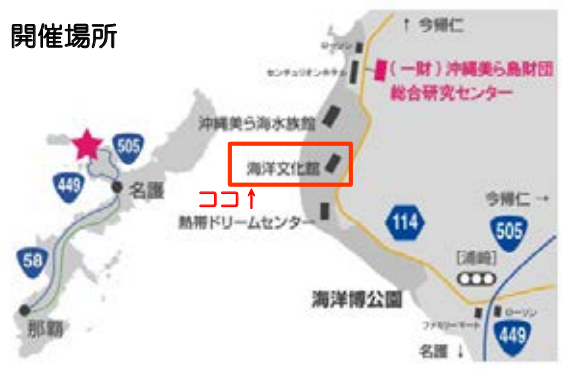 開催場所
↑ 今帰仁
ローソン
センチュリオンホテル
(一財)沖縄美ら島財団
総合研究センター
沖縄美ら海水族館
505
海洋文化館
449
名護
ココ↑
今帰仁 →
熱帯ドリームセンター
114
505
58
[浦崎]
海洋博公園
那覇
ファミリーマート
ローソン
449
名護 ↓